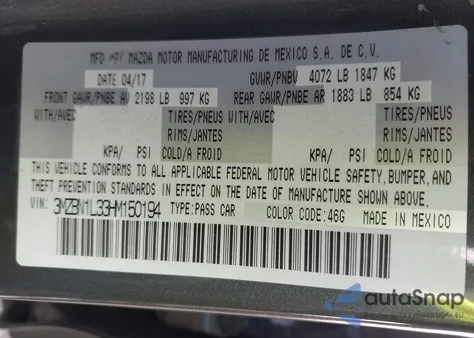 MFD BY MAZDA MOTOR MANUFACTURING DE MEXICO S.A. DE C.V.
DATE 04/17 GVWR/PNBV 4072 LB 1847 KG
FRONT GAWR/PNBE AV 2198 LB 997 KG REAR GAWR/PNBE AR 1883 LB 854 KG
WITH/AVEC TIRES/PNEUS WITH/AVEC TIRES/PNEUS
RIMS/JANTES RIMS/JANTES
KPA/ PSI COLD/A FROID KPA/ PSI COLD/A FROID
THIS VEHICLE CONFORMS TO ALL APPLICABLE FEDERAL MOTOR VEHICLE SAFETY, BUMPER, AND
THEFT PREVENTION STANDARDS IN EFFECT ON THE DATE OF MANUFACTURE SHOWN ABOVE.
VIN: 3MZBN1L33HM150194 TYPE:PASS CAR COLOR CODE:46G MADE IN MEXICO
autoSnap